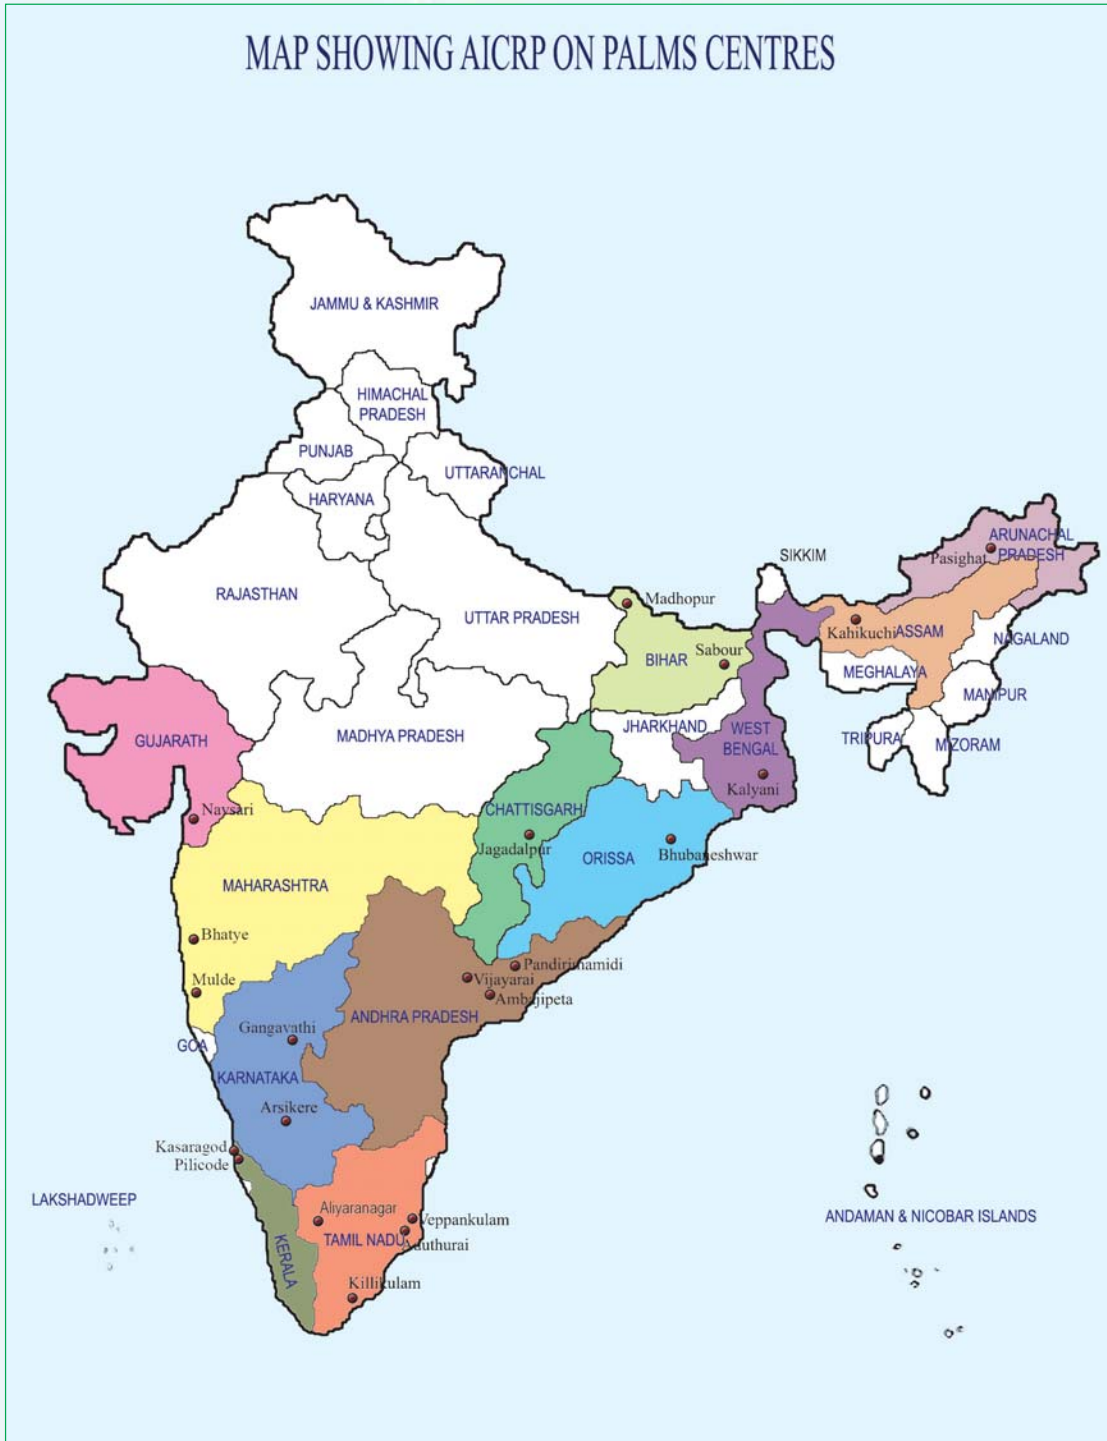 MAP SHOWING AICRP ON PALMS CENTRES
JAMMU & KASHMIR
HIMACHAL
PRADESH
PUNJAB
UTTARANCHAL
HARYANA
ARUNACHAL
PRADESH
Pasighat
SIKKIM
RAJASTHAN
UTTAR PRADESH
Madhopur
Kahikuchi
ASSAM
NAGALAND
BIHAR
Sabour
MEGHALAYA
MANIPUR
JHARKHAND
WEST
BENGAL
TRIPURA
MIZORAM
GUJARATH
MADHYA PRADESH
Kalyani
Naysari
CHATTISGARH
Jagadalpur
ORISSA
Bhubaneshwar
MAHARASHTRA
Bhatye
Pandirimamidi
Vijayarai
Mulde
Ambajipeta
ANDHRA PRADESH
Gangavathi
GOA
KARNATAKA
Arsikere
Kasaragod
Pilicode
LAKSHADWEEP
Aliyaranagar
Veppankulam
TAMIL NADU
Aduthurai
ANDAMAN & NICOBAR ISLANDS
KERALA
Killikulam